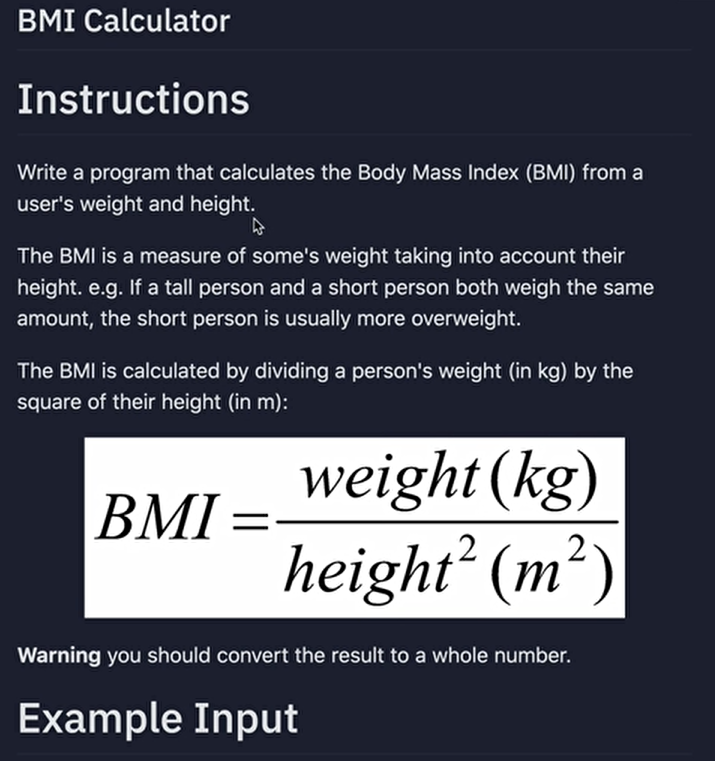 BMI Calculator
Instructions
Write a program that calculates the Body Mass Index (BMI) from a
user's weight and height.
The BMI is a measure of some's weight taking into account their
height. e.g. If a tall person and a short person both weigh the same
amount, the short person is usually more overweight.
The BMI is calculated by dividing a person's weight (in kg) by the
square of their height (in m):
BMI = weight (kg) / height² (m²)
Warning you should convert the result to a whole number.
Example Input